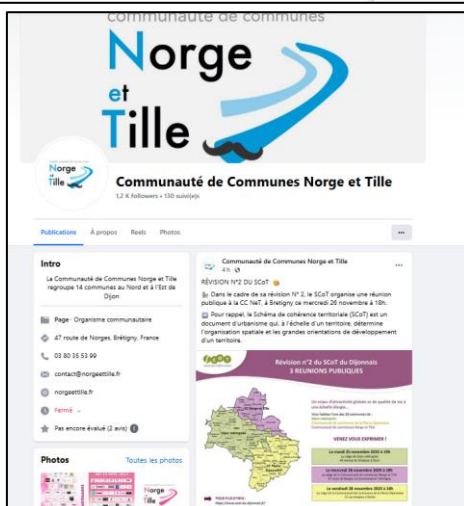 communauté de communes
Norge
et
Tille
Norge
et
Tille
Communauté de Communes Norge et Tille
1,2 K followers • 130 suivi(e)s
Publications
À propos
Reels
Photos
Intro
La Communauté de Communes Norge et Tille
regroupe 14 communes au Nord et à l'Est de
Dijon
Page · Organisme communautaire
47 route de Norges, Brétigny, France
03 80 35 53 99
contact@norgeettille.fr
norgeettille.fr
Fermé
Pas encore évalué (2 avis)
Photos
Toutes les photos
Norge
Tille
Communauté de Communes Norge et Tille
4 h
RÉVISION N°2 DU SCoT
Dans le cadre de sa révision N° 2, le SCoT organise une réunion
publique à la CC NeT, à Bretigny ce mercredi 26 novembre à 18h.
Pour rappel, le Schéma de cohérence territoriale (SCoT) est un
document d'urbanisme qui, à l'échelle d'un territoire, détermine
l'organisation spatiale et les grandes orientations de développement
d'un territoire.
Révision n°2 du SCoT du Dijonnais
3 REUNIONS PUBLIQUES
VENEZ VOUS EXPRIMER !